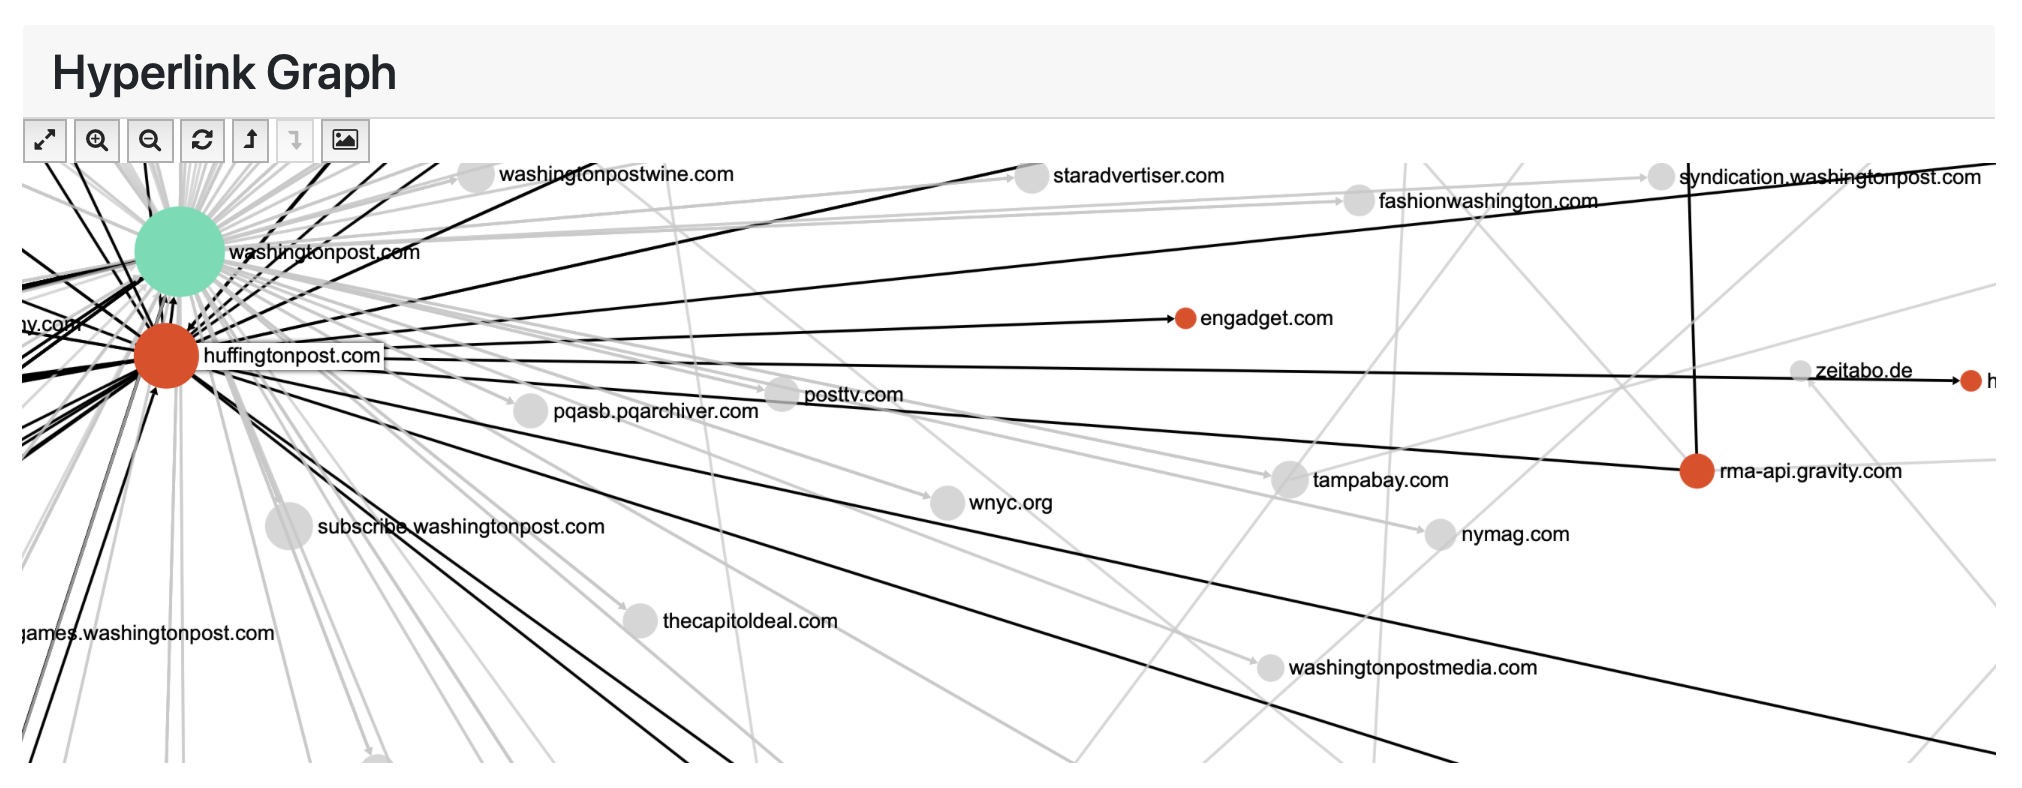 Hyperlink Graph
washingtonpostwine.com
staradvertiser.com
syndication.washingtonpost.com
fashionwashington.com
washingtonpost.com
engadget.com
y.com
huffingtonpost.com
zeitabo.de
h
posttv.com
pqasb.pqarchiver.com
rma-api.gravity.com
tampabay.com
wnyc.org
subscribe.washingtonpost.com
nymag.com
thecapitoldeal.com
games.washingtonpost.com
washingtonpostmedia.com